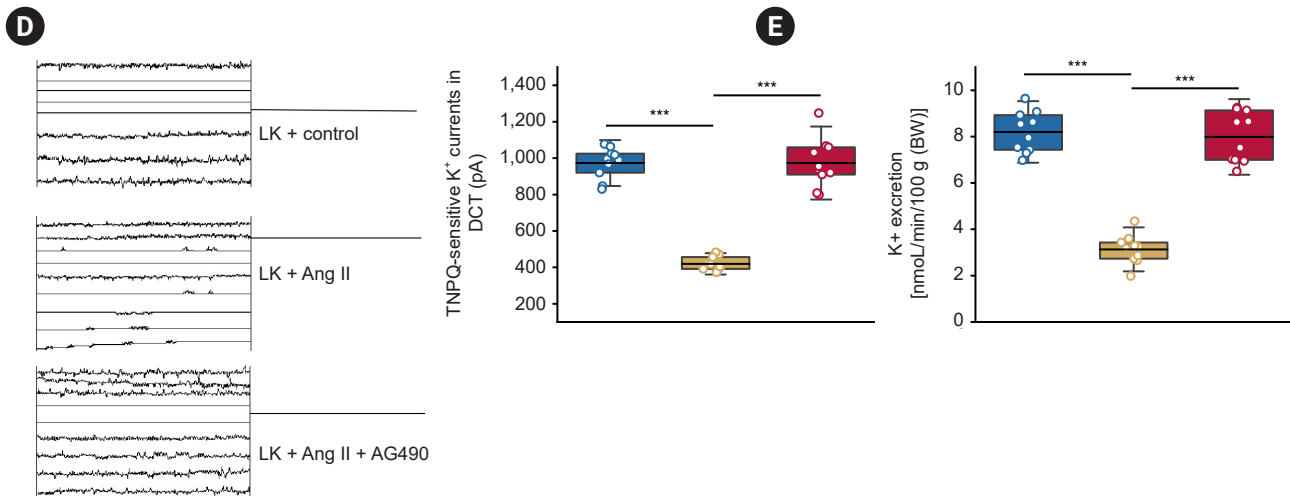 D
LK + control
LK + Ang II
LK + Ang II + AG490
TNPQ-sensitive K⁺ currents in
DCT (pA)
1,400
1,200
1,000
800
600
400
200
***
***
E
K+ excretion
[nmoL/min/100 g (BW)]
10
8
6
4
2
0
***
***